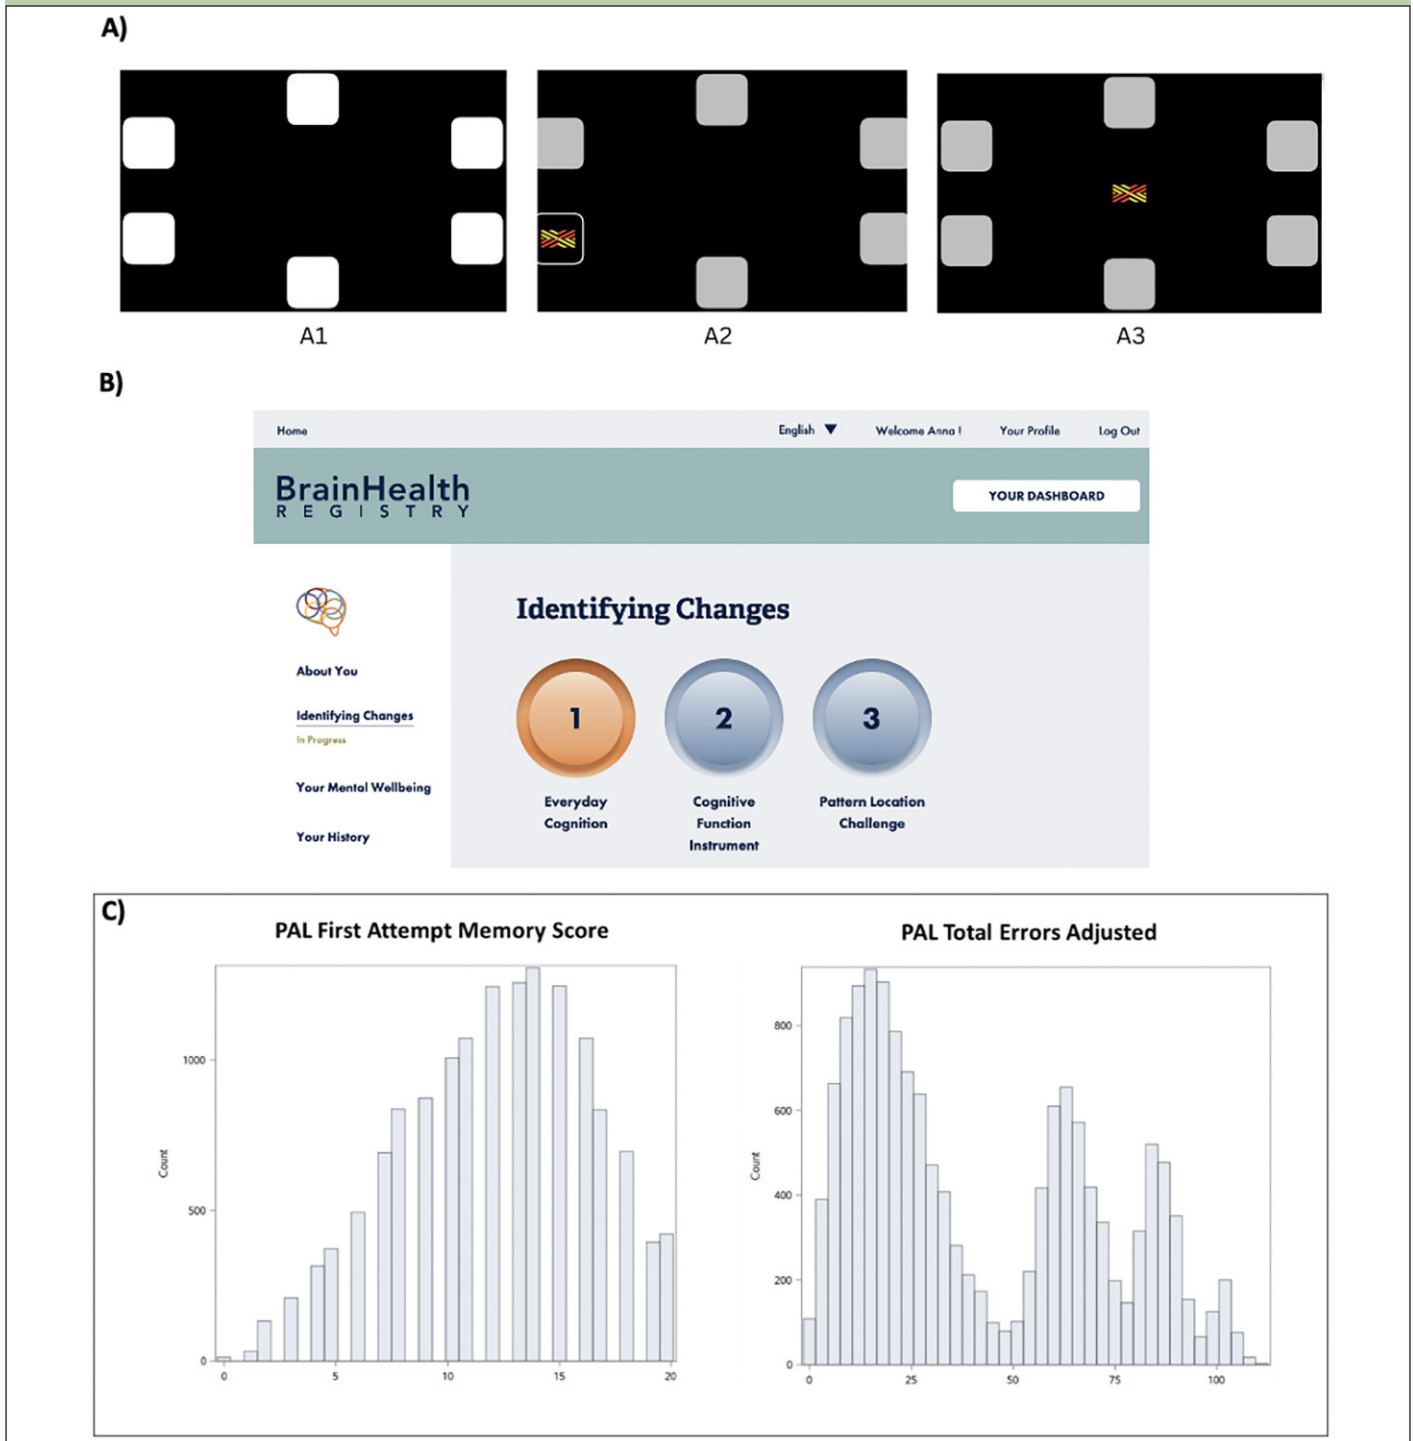 A)
A1
A2
A3
B)
Home
English
Welcome Anna !
Your Profile
Log Out
BrainHealth
REGISTRY
YOUR DASHBOARD
Identifying Changes
About You
Identifying Changes
In Progress
Your Mental Wellbeing
Your History
1
2
3
Everyday
Cognition
Cognitive
Function
Instrument
Pattern Location
Challenge
C)
PAL First Attempt Memory Score
Count
1000
500
0
0
5
10
15
20
PAL Total Errors Adjusted
Count
800
600
400
200
0
0
25
50
75
100